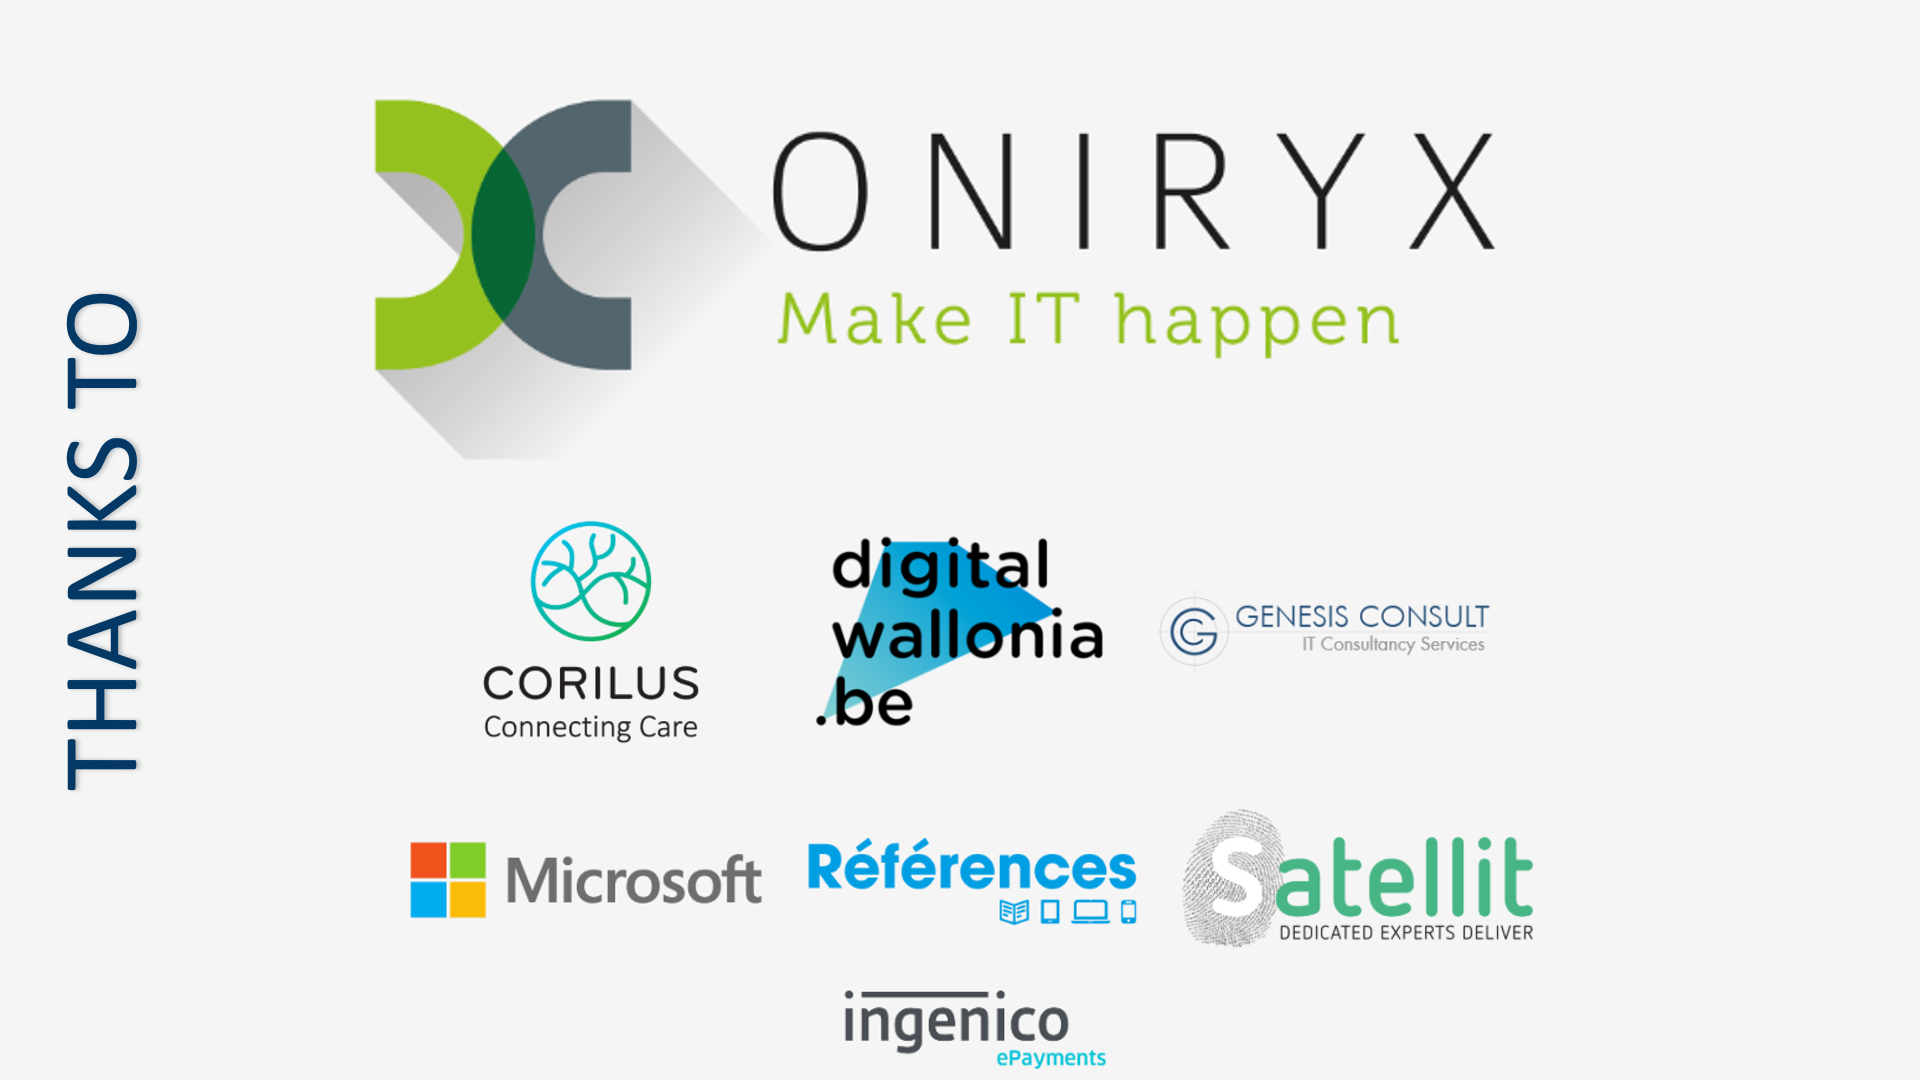 THANKS TO
ONIRYX
Make IT happen
CORILUS
Connecting Care
digital
wallonia
.be
GENESIS CONSULT
IT Consultancy Services
Microsoft
Références
Satellit
DEDICATED EXPERTS DELIVER
ingenico
ePayments